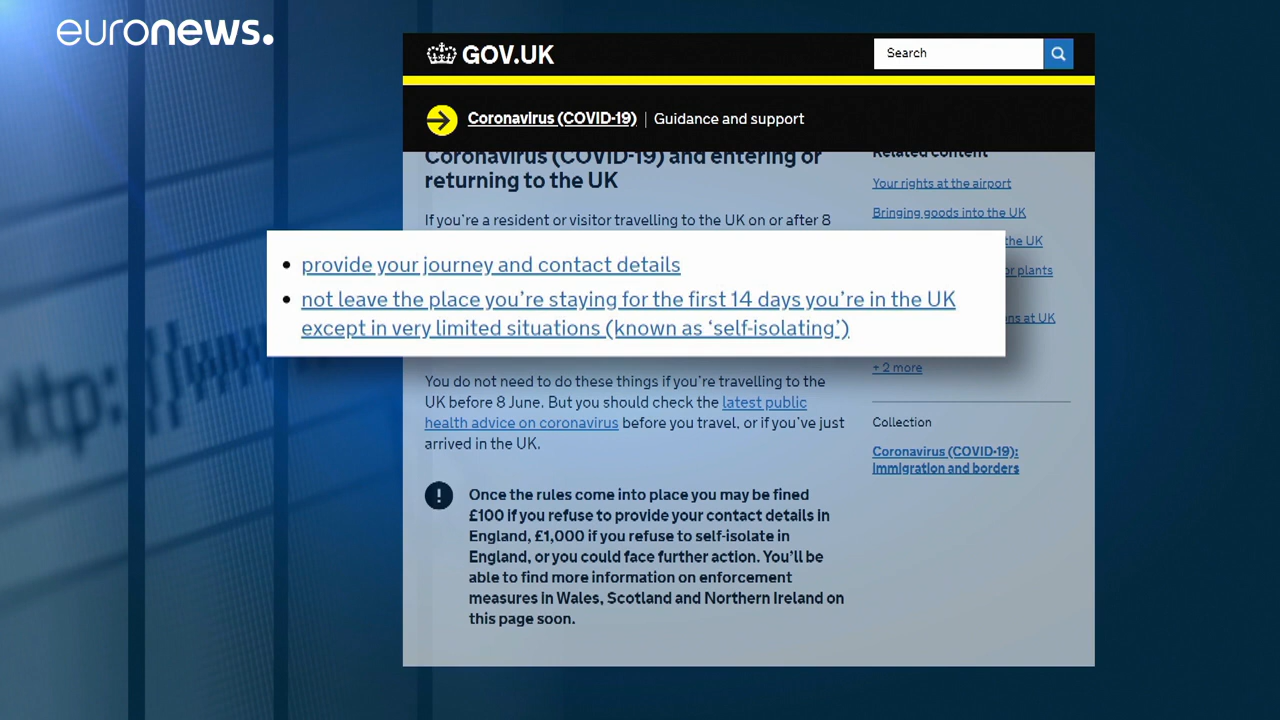 euronews.
GOV.UK
Search
Coronavirus (COVID-19) | Guidance and support
Coronavirus (COVID-19) and entering or
returning to the UK
If you're a resident or visitor travelling to the UK on or after 8
• provide your journey and contact details
• not leave the place you're staying for the first 14 days you're in the UK
except in very limited situations (known as ‘self-isolating’)
You do not need to do these things if you're travelling to the
UK before 8 June. But you should check the latest public
health advice on coronavirus before you travel, or if you've just
arrived in the UK.
Once the rules come into place you may be fined
£100 if you refuse to provide your contact details in
England, £1,000 if you refuse to self-isolate in
England, or you could face further action. You'll be
able to find more information on enforcement
measures in Wales, Scotland and Northern Ireland on
this page soon.
Related content
Your rights at the airport
Bringing goods into the UK
the UK
or plants
at UK
+ 2 more
Collection
Coronavirus (COVID-19):
immigration and borders
http://www